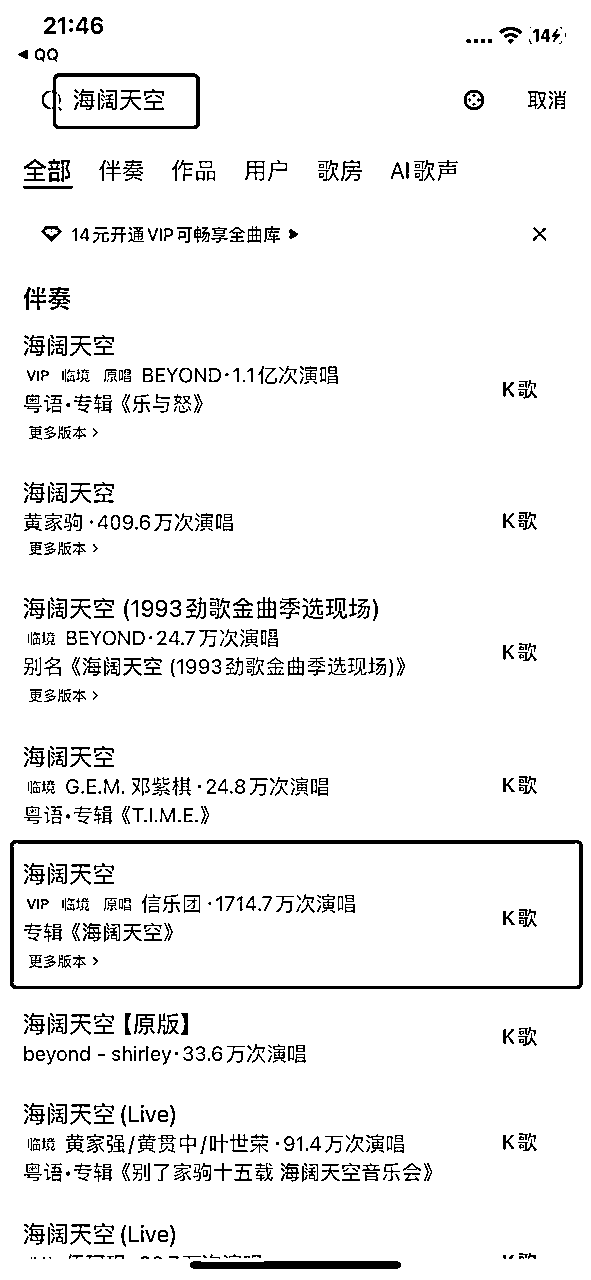 21:46
14
◀ QQ
海阔天空
取消
全部 伴奏 作品 用户 歌房 AI歌声
14元开通VIP可畅享全曲库 ▶
伴奏
海阔天空
VIP 临境 原唱 BEYOND·1.1亿次演唱
K歌
粤语·专辑《乐与怒》
更多版本 >
海阔天空
黄家驹·409.6万次演唱
K歌
更多版本 >
海阔天空 (1993劲歌金曲季选现场)
临境 BEYOND·24.7万次演唱
K歌
别名《海阔天空 (1993劲歌金曲季选现场)》
更多版本 >
海阔天空
临境 G.E.M. 邓紫棋·24.8万次演唱
K歌
粤语·专辑《T.I.M.E.》
海阔天空
VIP 临境 原唱 信乐团·1714.7万次演唱
K歌
专辑《海阔天空》
更多版本 >
海阔天空【原版】
K歌
beyond - shirley·33.6万次演唱
海阔天空 (Live)
临境 黄家强/黄贯中/叶世荣·91.4万次演唱
K歌
粤语·专辑《别了家驹十五载 海阔天空音乐会》
海阔天空 (Live)